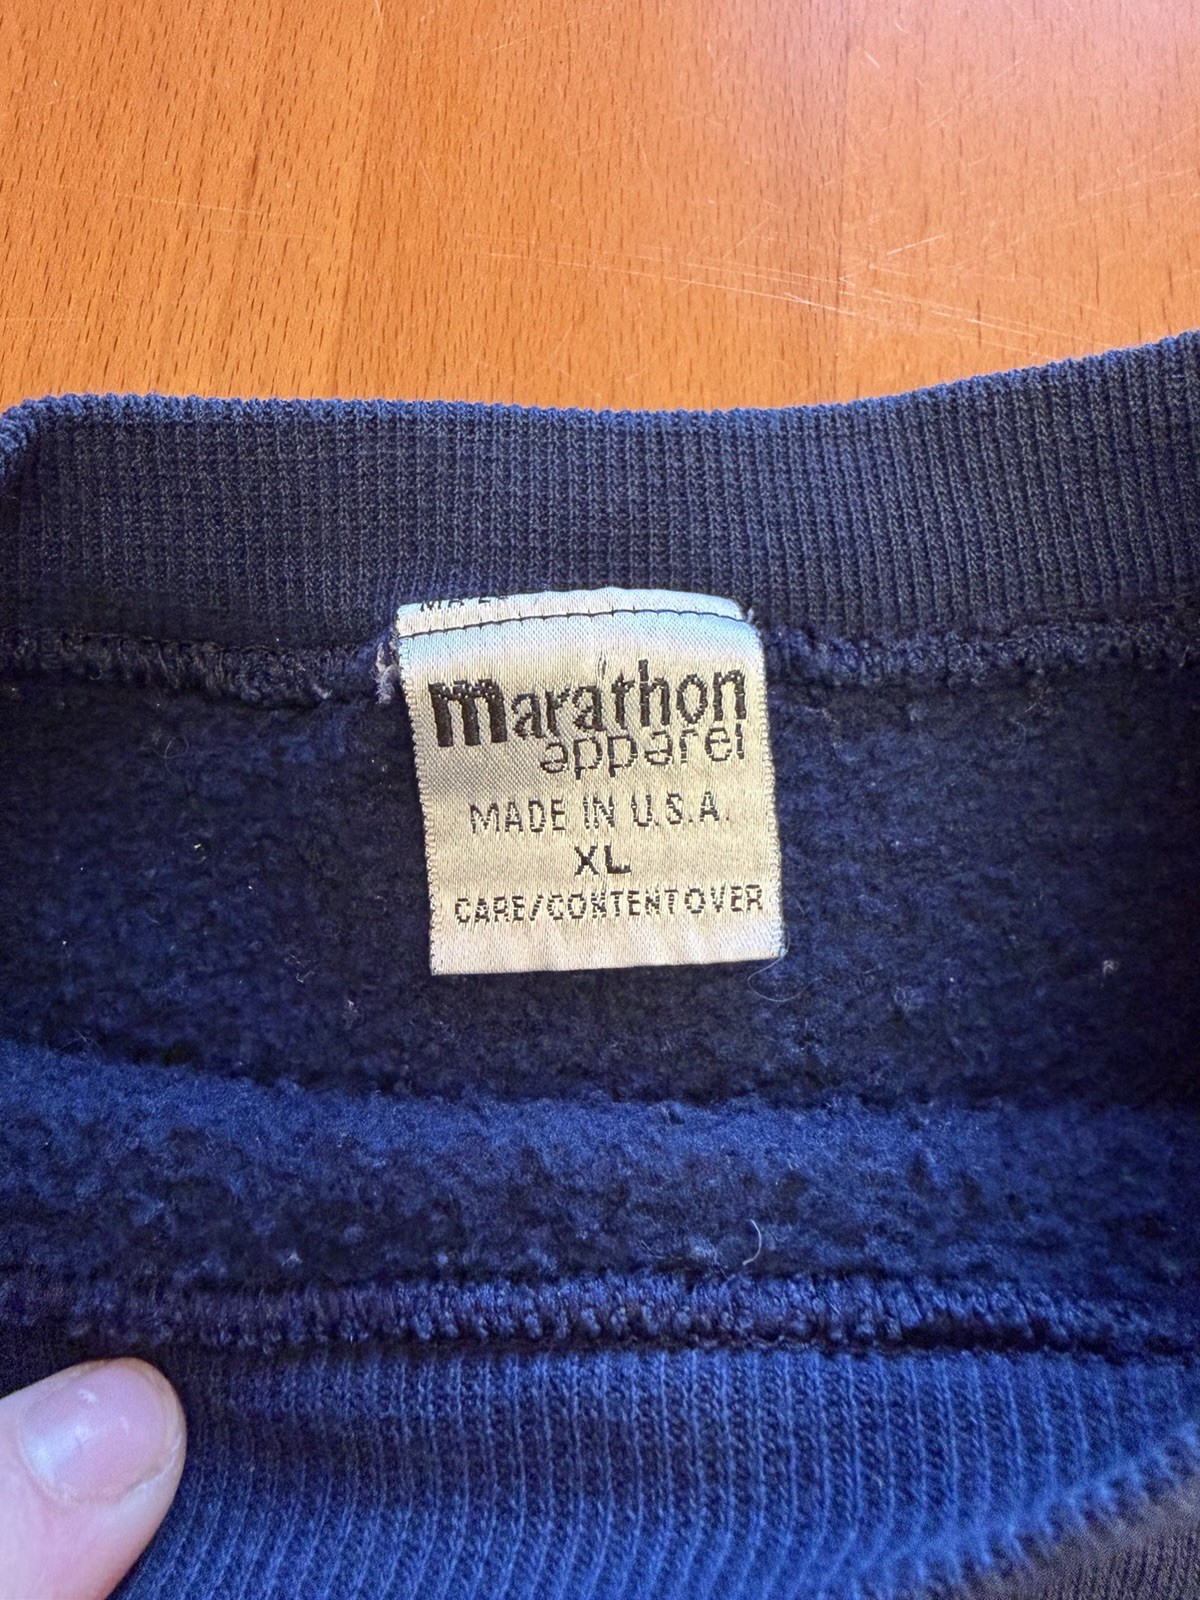 marathon
apparel
MADE IN U.S.A.
XL
CARE/CONTENT OVER